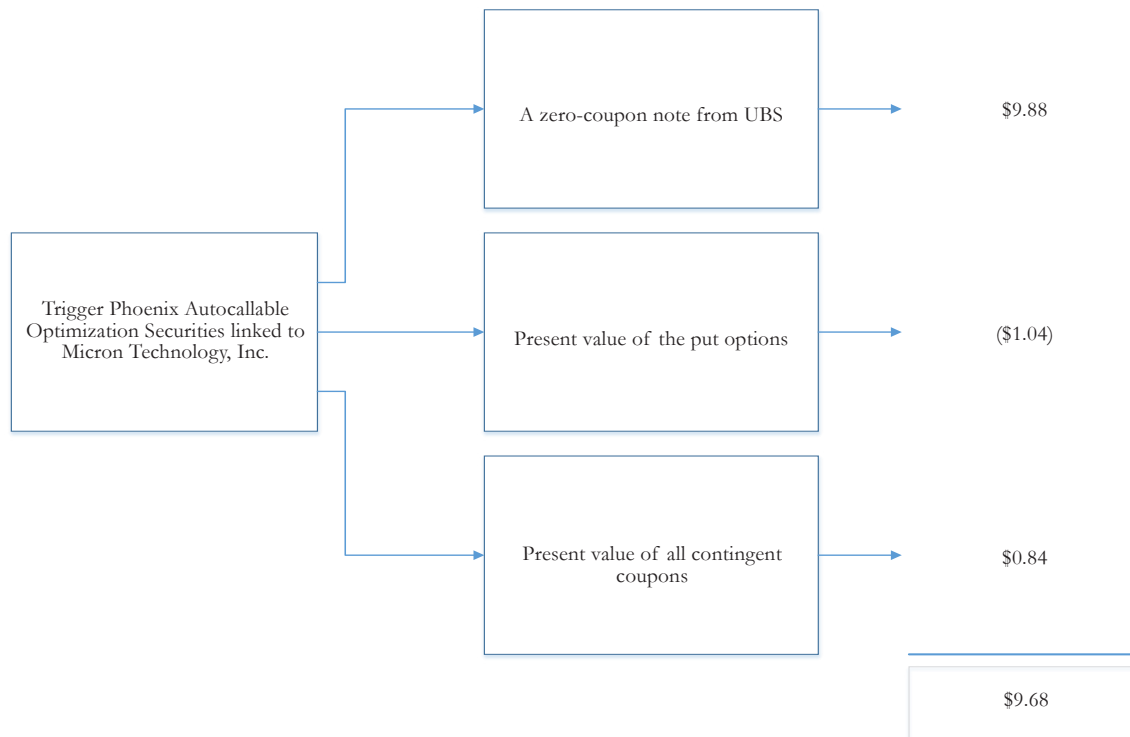 A zero-coupon note from UBS
$9.88
Trigger Phoenix Autocallable
Optimization Securities linked to
Micron Technology, Inc.
Present value of the put options
($1.04)
Present value of all contingent
coupons
$0.84
$9.68